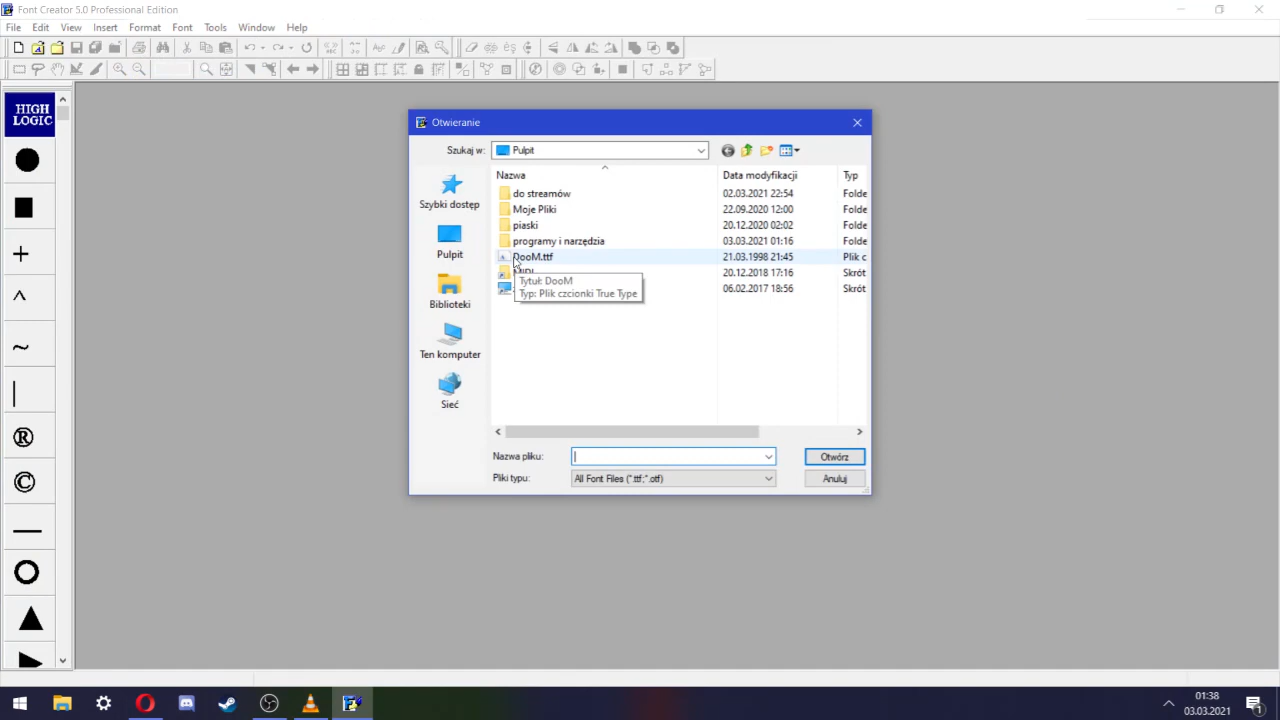 Font Creator 5.0 Professional Edition
File Edit View Insert Format Font Tools Window Help
HIGH
LOGIC
+
^
~
|
®
©
Otwieranie
Szukaj w: Pulpit
Nazwa Data modyfikacji Typ
do streamów 02.03.2021 22:54 Folde
Moje Pliki 22.09.2020 12:00 Folde
piaski 20.12.2020 02:02 Folde
programy i narzędzia 03.03.2021 01:16 Folde
DooM.ttf 21.03.1998 21:45 Plik c
MIDI 20.12.2018 17:16 Skrót
06.02.2017 18:56 Skrót
Tytuł: DooM
Typ: Plik czcionki True Type
Szybki dostęp
Pulpit
Biblioteki
Ten komputer
Sieć
Nazwa pliku: Otwórz
Pliki typu: All Font Files (*.ttf;*.otf) Anuluj
01:38
03.03.2021
1